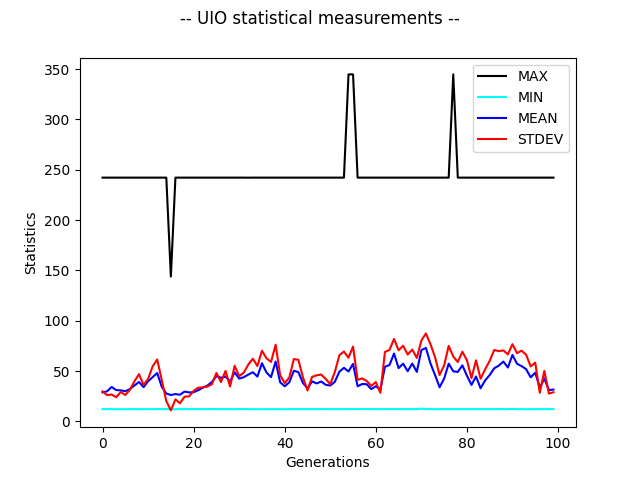 -- UIO statistical measurements --
350
300
250
200
150
100
50
0
Statistics
MAX
MIN
MEAN
STDEV
0 20 40 60 80 100
Generations